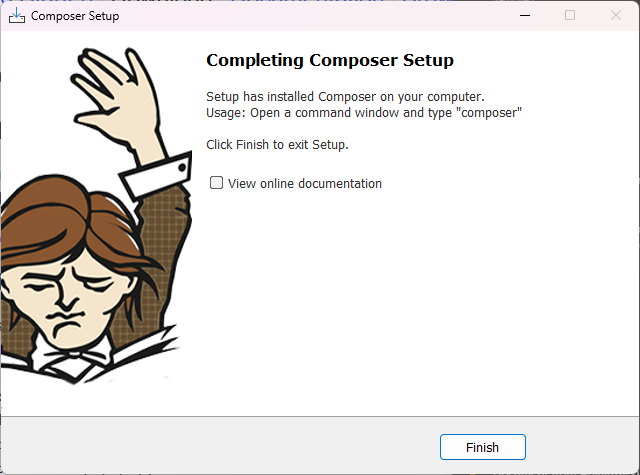 Composer Setup
Completing Composer Setup
Setup has installed Composer on your computer.
Usage: Open a command window and type "composer"
Click Finish to exit Setup.
View online documentation
Finish